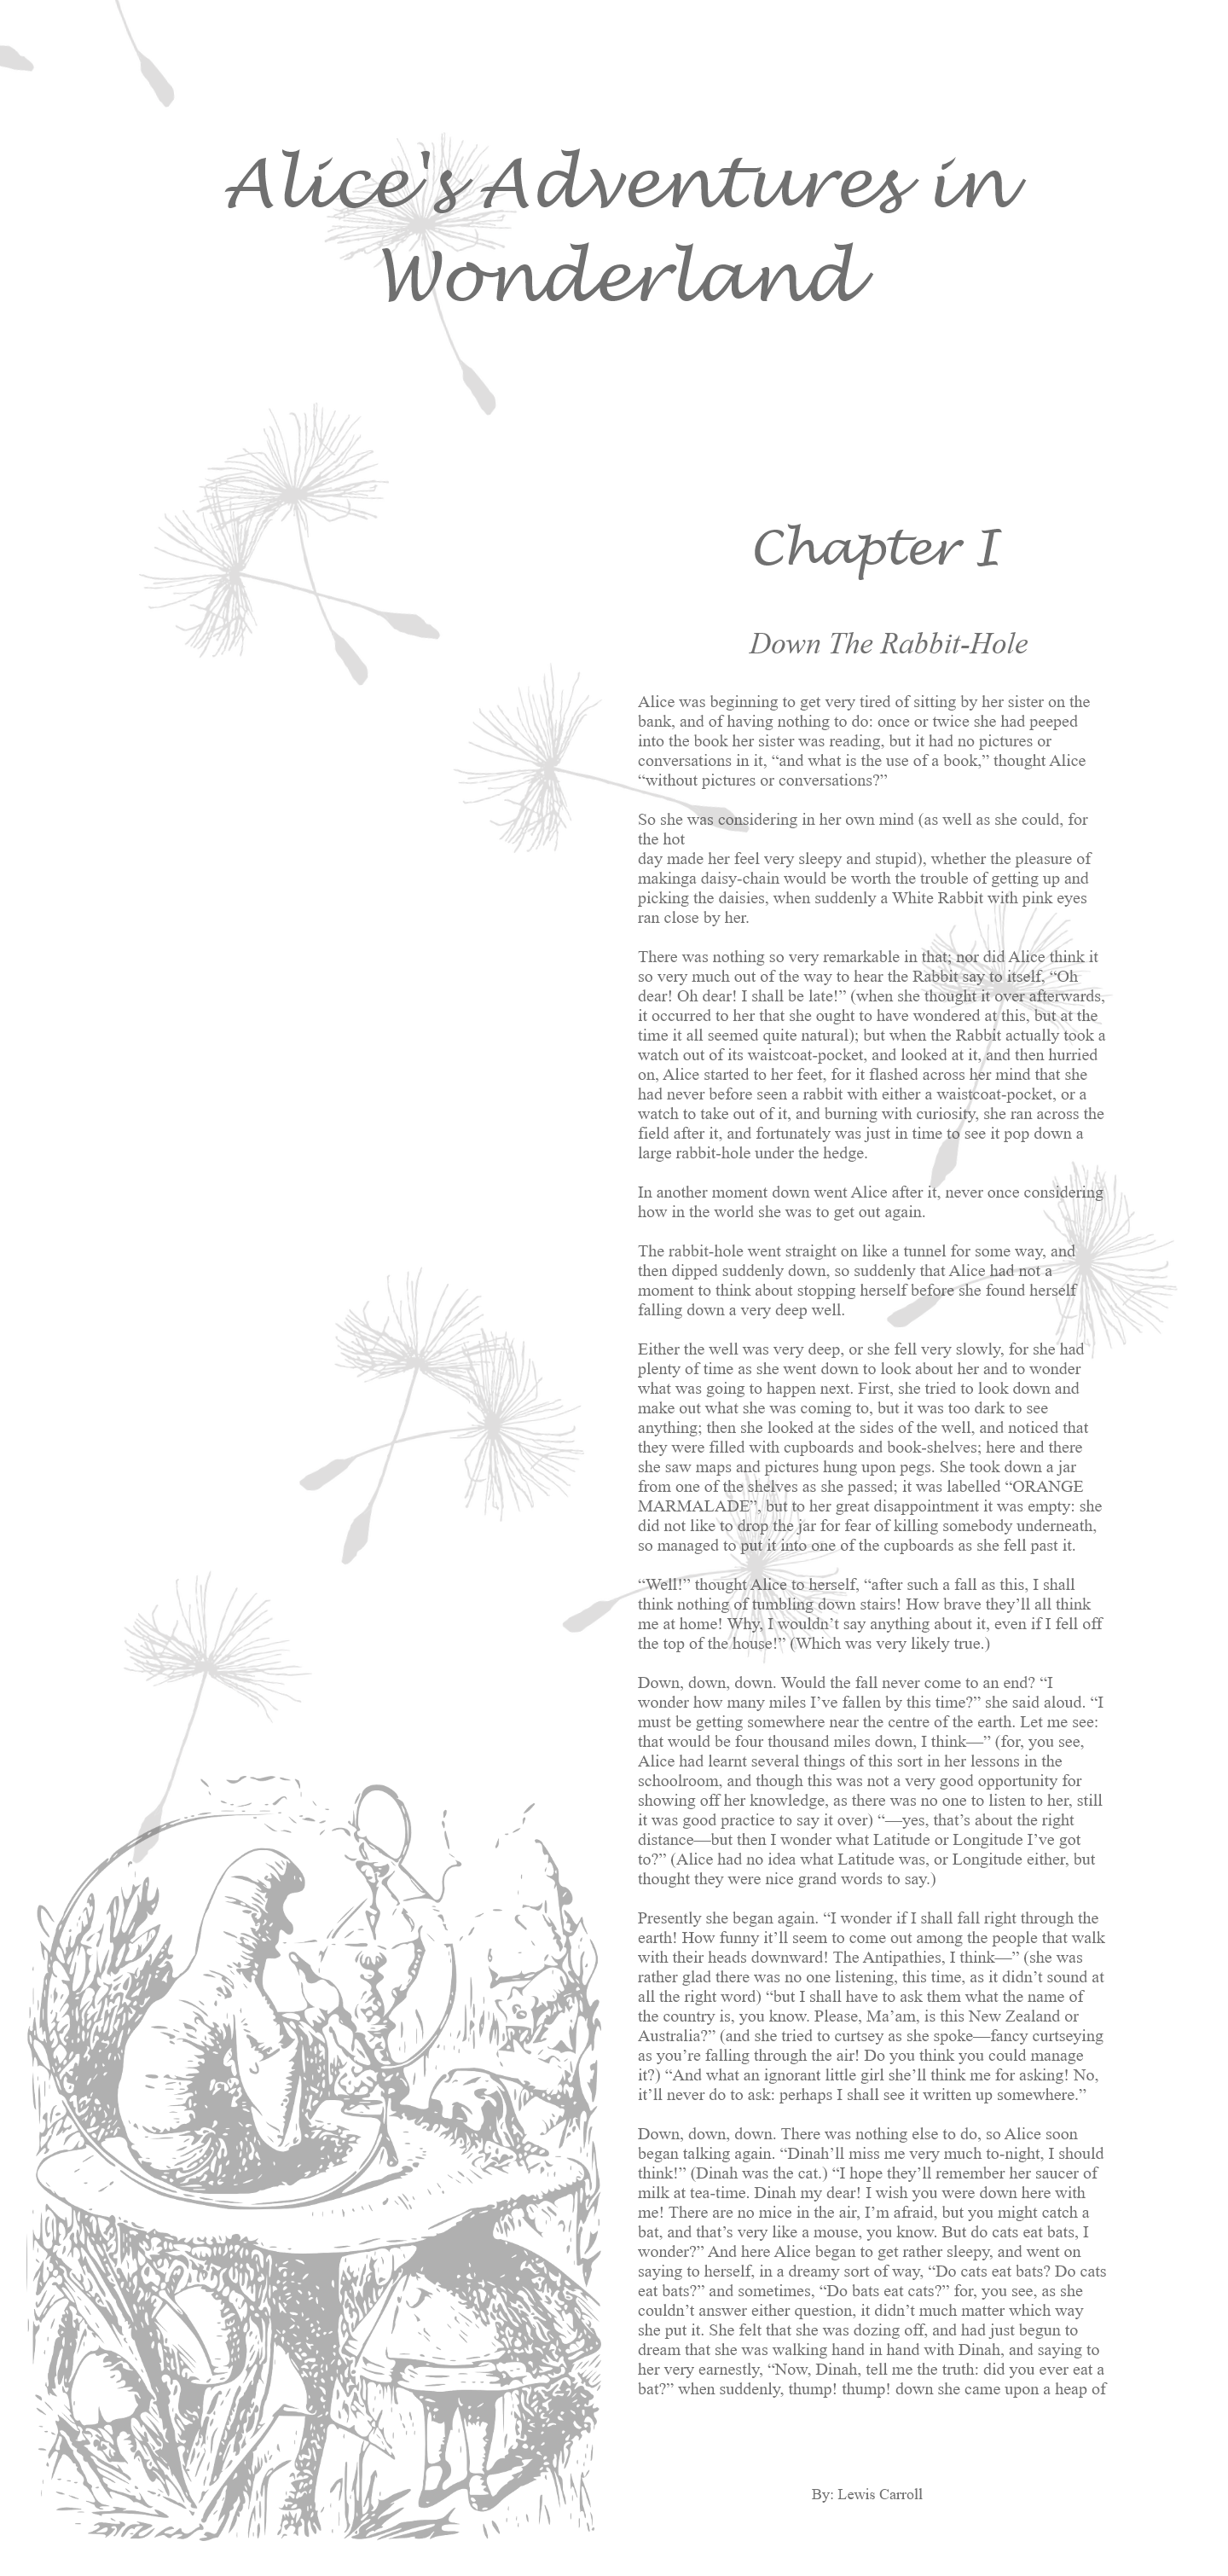 Alice's Adventures in
Wonderland
Chapter I
Down The Rabbit-Hole
Alice was beginning to get very tired of sitting by her sister on the
bank, and of having nothing to do: once or twice she had peeped
into the book her sister was reading, but it had no pictures or
conversations in it, “and what is the use of a book,” thought Alice
“without pictures or conversations?”
So she was considering in her own mind (as well as she could, for
the hot
day made her feel very sleepy and stupid), whether the pleasure of
makinga daisy-chain would be worth the trouble of getting up and
picking the daisies, when suddenly a White Rabbit with pink eyes
ran close by her.
There was nothing so very remarkable in that; nor did Alice think it
so very much out of the way to hear the Rabbit say to itself, “Oh
dear! Oh dear! I shall be late!” (when she thought it over afterwards,
it occurred to her that she ought to have wondered at this, but at the
time it all seemed quite natural); but when the Rabbit actually took a
watch out of its waistcoat-pocket, and looked at it, and then hurried
on, Alice started to her feet, for it flashed across her mind that she
had never before seen a rabbit with either a waistcoat-pocket, or a
watch to take out of it, and burning with curiosity, she ran across the
field after it, and fortunately was just in time to see it pop down a
large rabbit-hole under the hedge.
In another moment down went Alice after it, never once considering
how in the world she was to get out again.
The rabbit-hole went straight on like a tunnel for some way, and
then dipped suddenly down, so suddenly that Alice had not a
moment to think about stopping herself before she found herself
falling down a very deep well.
Either the well was very deep, or she fell very slowly, for she had
plenty of time as she went down to look about her and to wonder
what was going to happen next. First, she tried to look down and
make out what she was coming to, but it was too dark to see
anything; then she looked at the sides of the well, and noticed that
they were filled with cupboards and book-shelves; here and there
she saw maps and pictures hung upon pegs. She took down a jar
from one of the shelves as she passed; it was labelled “ORANGE
MARMALADE”, but to her great disappointment it was empty: she
did not like to drop the jar for fear of killing somebody underneath,
so managed to put it into one of the cupboards as she fell past it.
“Well!” thought Alice to herself, “after such a fall as this, I shall
think nothing of tumbling down stairs! How brave they’ll all think
me at home! Why, I wouldn’t say anything about it, even if I fell off
the top of the house!” (Which was very likely true.)
Down, down, down. Would the fall never come to an end? “I
wonder how many miles I’ve fallen by this time?” she said aloud. “I
must be getting somewhere near the centre of the earth. Let me see:
that would be four thousand miles down, I think—” (for, you see,
Alice had learnt several things of this sort in her lessons in the
schoolroom, and though this was not a very good opportunity for
showing off her knowledge, as there was no one to listen to her, still
it was good practice to say it over) “—yes, that’s about the right
distance—but then I wonder what Latitude or Longitude I’ve got
to?” (Alice had no idea what Latitude was, or Longitude either, but
thought they were nice grand words to say.)
Presently she began again. “I wonder if I shall fall right through the
earth! How funny it’ll seem to come out among the people that walk
with their heads downward! The Antipathies, I think—” (she was
rather glad there was no one listening, this time, as it didn’t sound at
all the right word) “but I shall have to ask them what the name of
the country is, you know. Please, Ma’am, is this New Zealand or
Australia?” (and she tried to curtsey as she spoke—fancy curtseying
as you’re falling through the air! Do you think you could manage
it?) “And what an ignorant little girl she’ll think me for asking! No,
it’ll never do to ask: perhaps I shall see it written up somewhere.”
Down, down, down. There was nothing else to do, so Alice soon
began talking again. “Dinah’ll miss me very much to-night, I should
think!” (Dinah was the cat.) “I hope they’ll remember her saucer of
milk at tea-time. Dinah my dear! I wish you were down here with
me! There are no mice in the air, I’m afraid, but you might catch a
bat, and that’s very like a mouse, you know. But do cats eat bats, I
wonder?” And here Alice began to get rather sleepy, and went on
saying to herself, in a dreamy sort of way, “Do cats eat bats? Do cats
eat bats?” and sometimes, “Do bats eat cats?” for, you see, as she
couldn’t answer either question, it didn’t much matter which way
she put it. She felt that she was dozing off, and had just begun to
dream that she was walking hand in hand with Dinah, and saying to
her very earnestly, “Now, Dinah, tell me the truth: did you ever eat a
bat?” when suddenly, thump! thump! down she came upon a heap of
By: Lewis Carroll